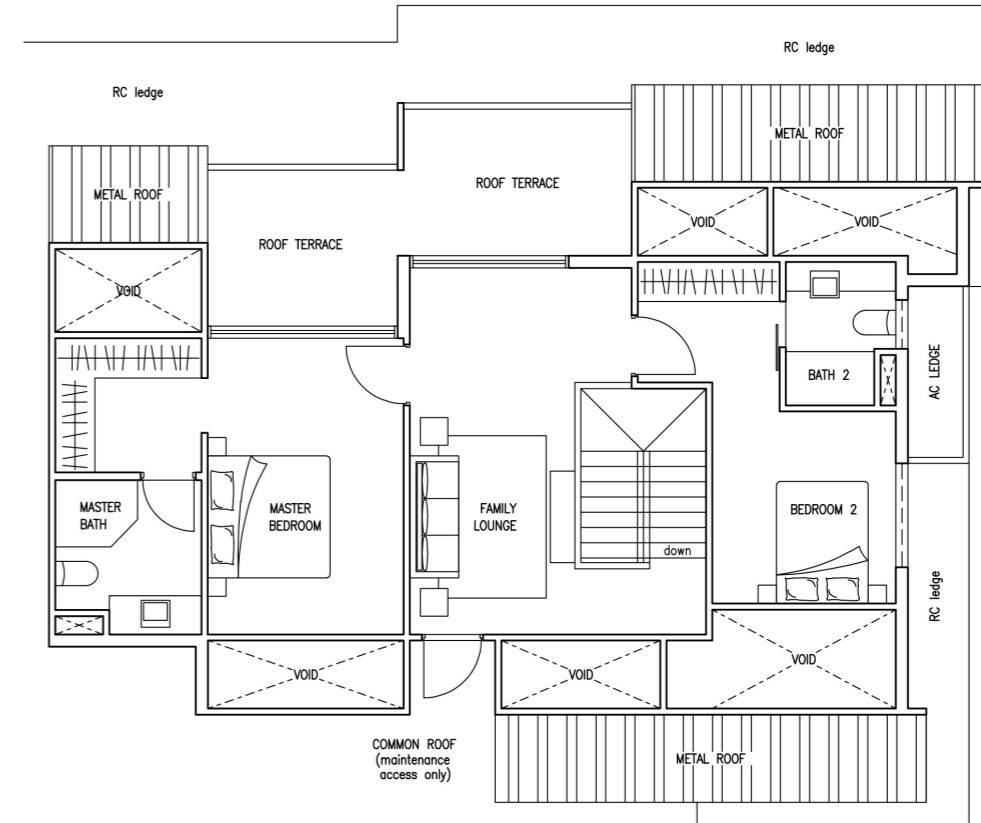 RC ledge
RC ledge
METAL ROOF
ROOF TERRACE
METAL ROOF
VOID
VOID
ROOF TERRACE
VOID
BATH 2
AC LEDGE
MASTER
BATH
MASTER
BEDROOM
FAMILY
LOUNGE
BEDROOM 2
down
RC ledge
VOID
VOID
VOID
COMMON ROOF
(maintenance
access only)
METAL ROOF